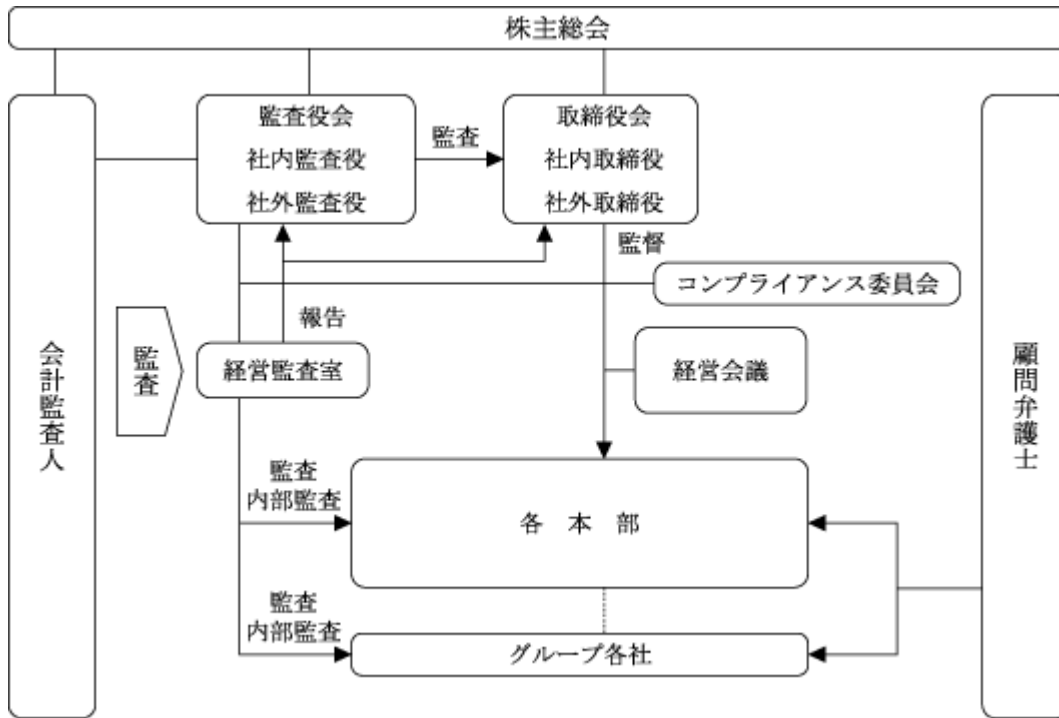 株主総会
監査役会
社内監査役
社外監査役
監査
取締役会
社内取締役
社外取締役
監督
コンプライアンス委員会
報告
会計監査人
監査
経営監査室
経営会議
顧問弁護士
監査
内部監査
各 本 部
監査
内部監査
グループ各社